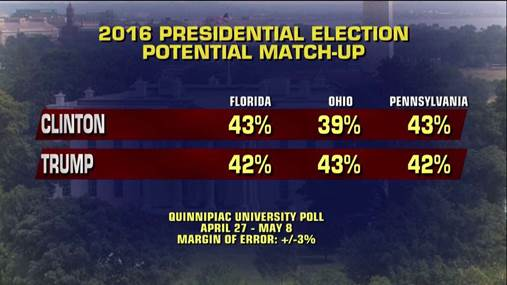 2016 PRESIDENTIAL ELECTION
POTENTIAL MATCH-UP
FLORIDA OHIO PENNSYLVANIA
CLINTON 43% 39% 43%
TRUMP 42% 43% 42%
QUINNIPIAC UNIVERSITY POLL
APRIL 27 - MAY 8
MARGIN OF ERROR: +/-3%